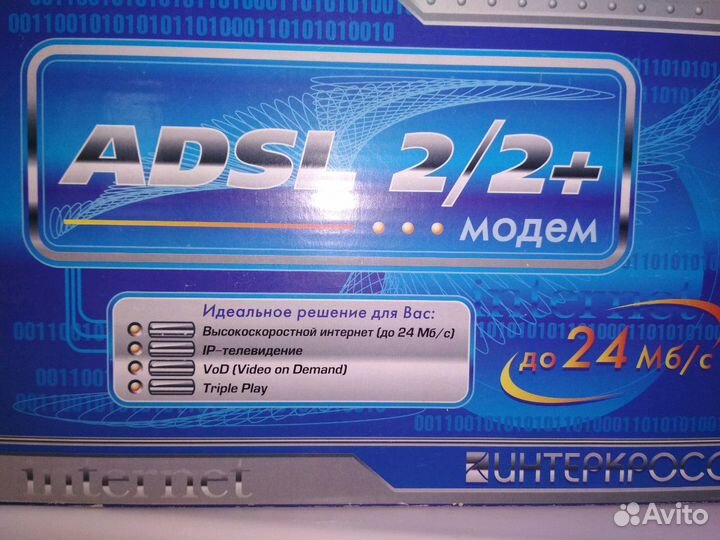 ADSL 2/2+
модем
internet
Идеальное решение для Вас:
Высокоскоростной интернет (до 24 Мб/с)
IP-телевидение
VoD (Video on Demand)
Triple Play
до 24 Мб/с
internet
ИНТЕРКРОСС
Avito